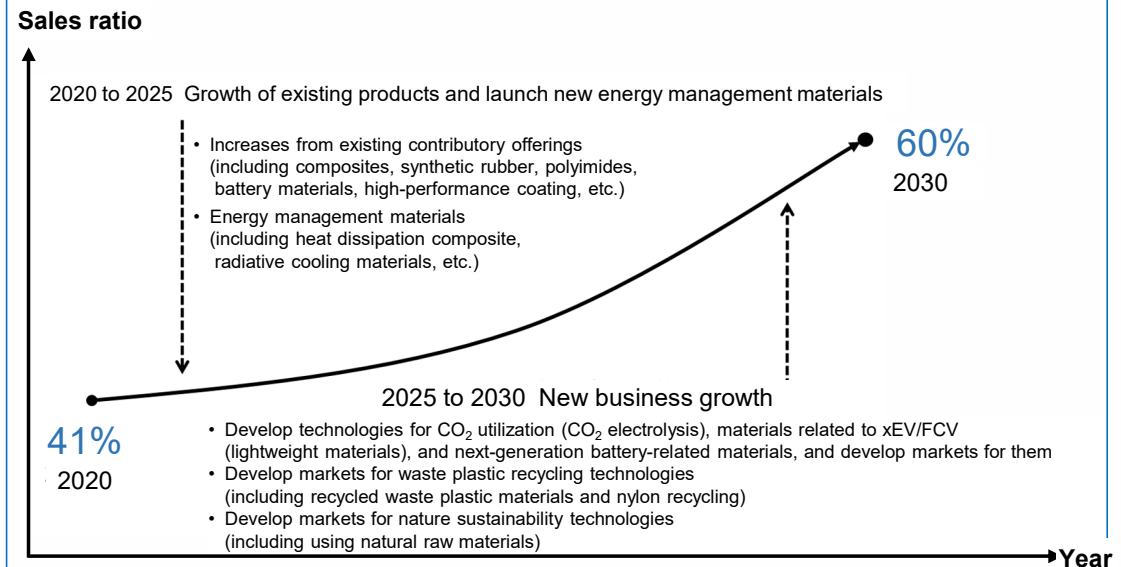 Sales ratio
2020 to 2025 Growth of existing products and launch new energy management materials
• Increases from existing contributory offerings
(including composites, synthetic rubber, polyimides,
battery materials, high-performance coating, etc.)
• Energy management materials
(including heat dissipation composite,
radiative cooling materials, etc.)
60%
2030
41%
2020
2025 to 2030 New business growth
• Develop technologies for CO₂ utilization (CO₂ electrolysis), materials related to xEV/FCV
(lightweight materials), and next-generation battery-related materials, and develop markets for them
• Develop markets for waste plastic recycling technologies
(including recycled waste plastic materials and nylon recycling)
• Develop markets for nature sustainability technologies
(including using natural raw materials)
Year